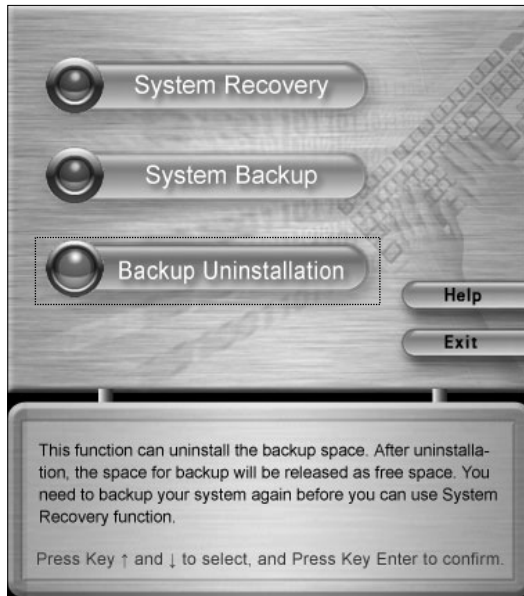 System Recovery
System Backup
Backup Uninstallation
Help
Exit
This function can uninstall the backup space. After uninstalla-
tion, the space for backup will be released as free space. You
need to backup your system again before you can use System
Recovery function.
Press Key ↑ and ↓ to select, and Press Key Enter to confirm.